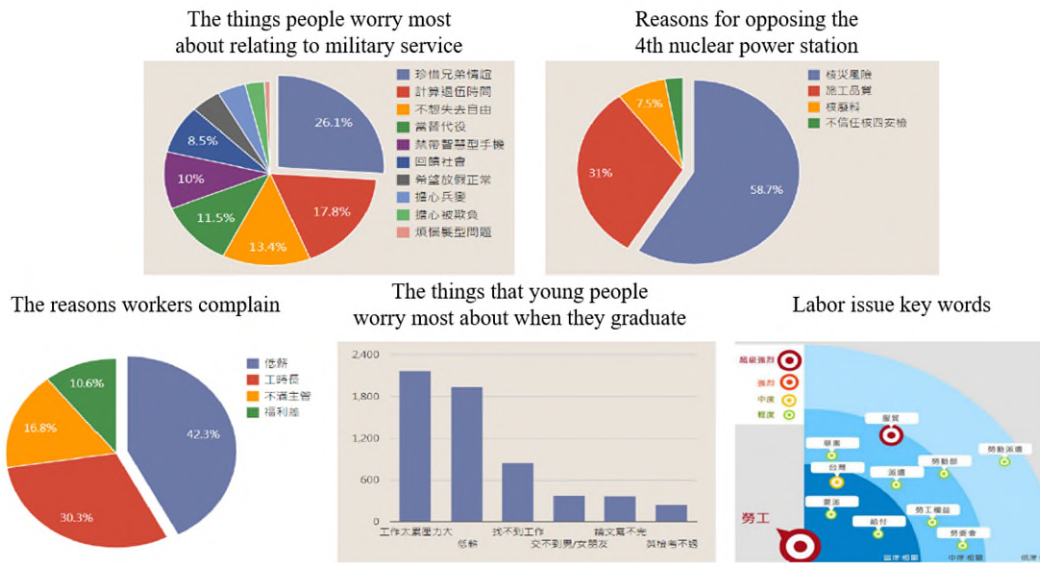 The things people worry most
about relating to military service
珍惜兄弟情誼
計算退伍時間
不想失去自由
當替代役
禁帶智慧型手機
回饋社會
希望放假正常
擔心兵變
擔心被欺負
煩惱髮型問題
26.1%
17.8%
13.4%
11.5%
10%
8.5%
Reasons for opposing the
4th nuclear power station
核災風險
施工品質
核廢料
不信任核四安檢
7.5%
31%
58.7%
The reasons workers complain
低薪
工時長
不滿主管
福利差
10.6%
16.8%
42.3%
30.3%
The things that young people
worry most about when they graduate
2,400
1,800
1,200
600
0
工作太累壓力大
低薪
找不到工作
交不到男/女朋友
論文寫不完
英檢考不過
Labor issue key words
超級強烈
強烈
中度
輕度
服貿
勞動派遣
草案
勞動部
台灣
派遣
勞工權益
給付
勞委會
勞工
高度相關
中度相關